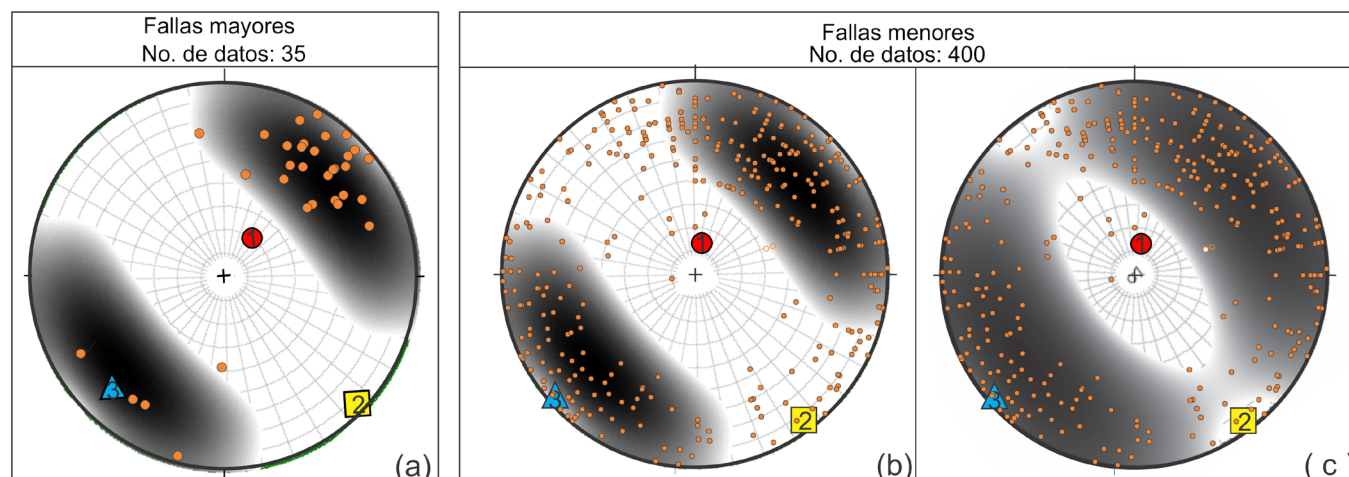 Fallas mayores
No. de datos: 35
Fallas menores
No. de datos: 400
1
3
2
(a)
1
3
2
(b)
1
3
2
( c )